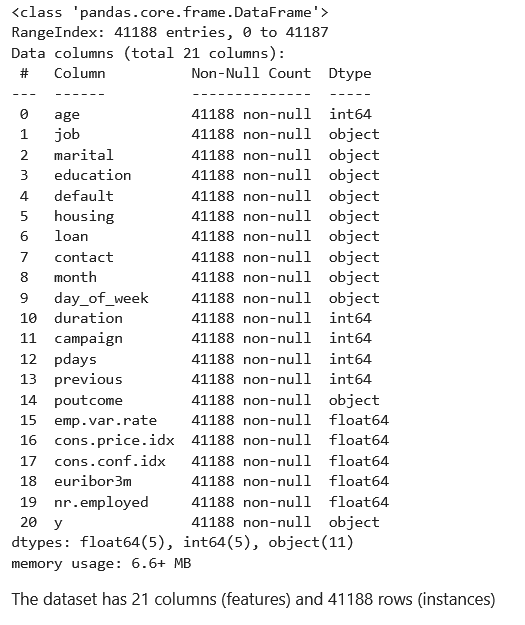 <class 'pandas.core.frame.DataFrame'>
RangeIndex: 41188 entries, 0 to 41187
Data columns (total 21 columns):
 #   Column          Non-Null Count  Dtype
---  ------          --------------  -----
 0   age             41188 non-null  int64
 1   job             41188 non-null  object
 2   marital         41188 non-null  object
 3   education       41188 non-null  object
 4   default         41188 non-null  object
 5   housing         41188 non-null  object
 6   loan            41188 non-null  object
 7   contact         41188 non-null  object
 8   month           41188 non-null  object
 9   day_of_week     41188 non-null  object
 10  duration        41188 non-null  int64
 11  campaign        41188 non-null  int64
 12  pdays           41188 non-null  int64
 13  previous        41188 non-null  int64
 14  poutcome        41188 non-null  object
 15  emp.var.rate    41188 non-null  float64
 16  cons.price.idx  41188 non-null  float64
 17  cons.conf.idx   41188 non-null  float64
 18  euribor3m       41188 non-null  float64
 19  nr.employed     41188 non-null  float64
 20  y               41188 non-null  object
dtypes: float64(5), int64(5), object(11)
memory usage: 6.6+ MB
The dataset has 21 columns (features) and 41188 rows (instances)